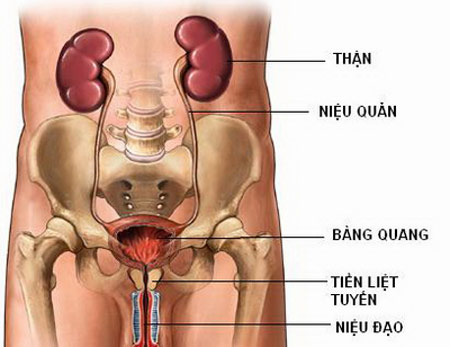 THẬN
NIỆU QUẢN
BÀNG QUANG
TIỀN LIỆT
TUYẾN
NIỆU ĐẠO